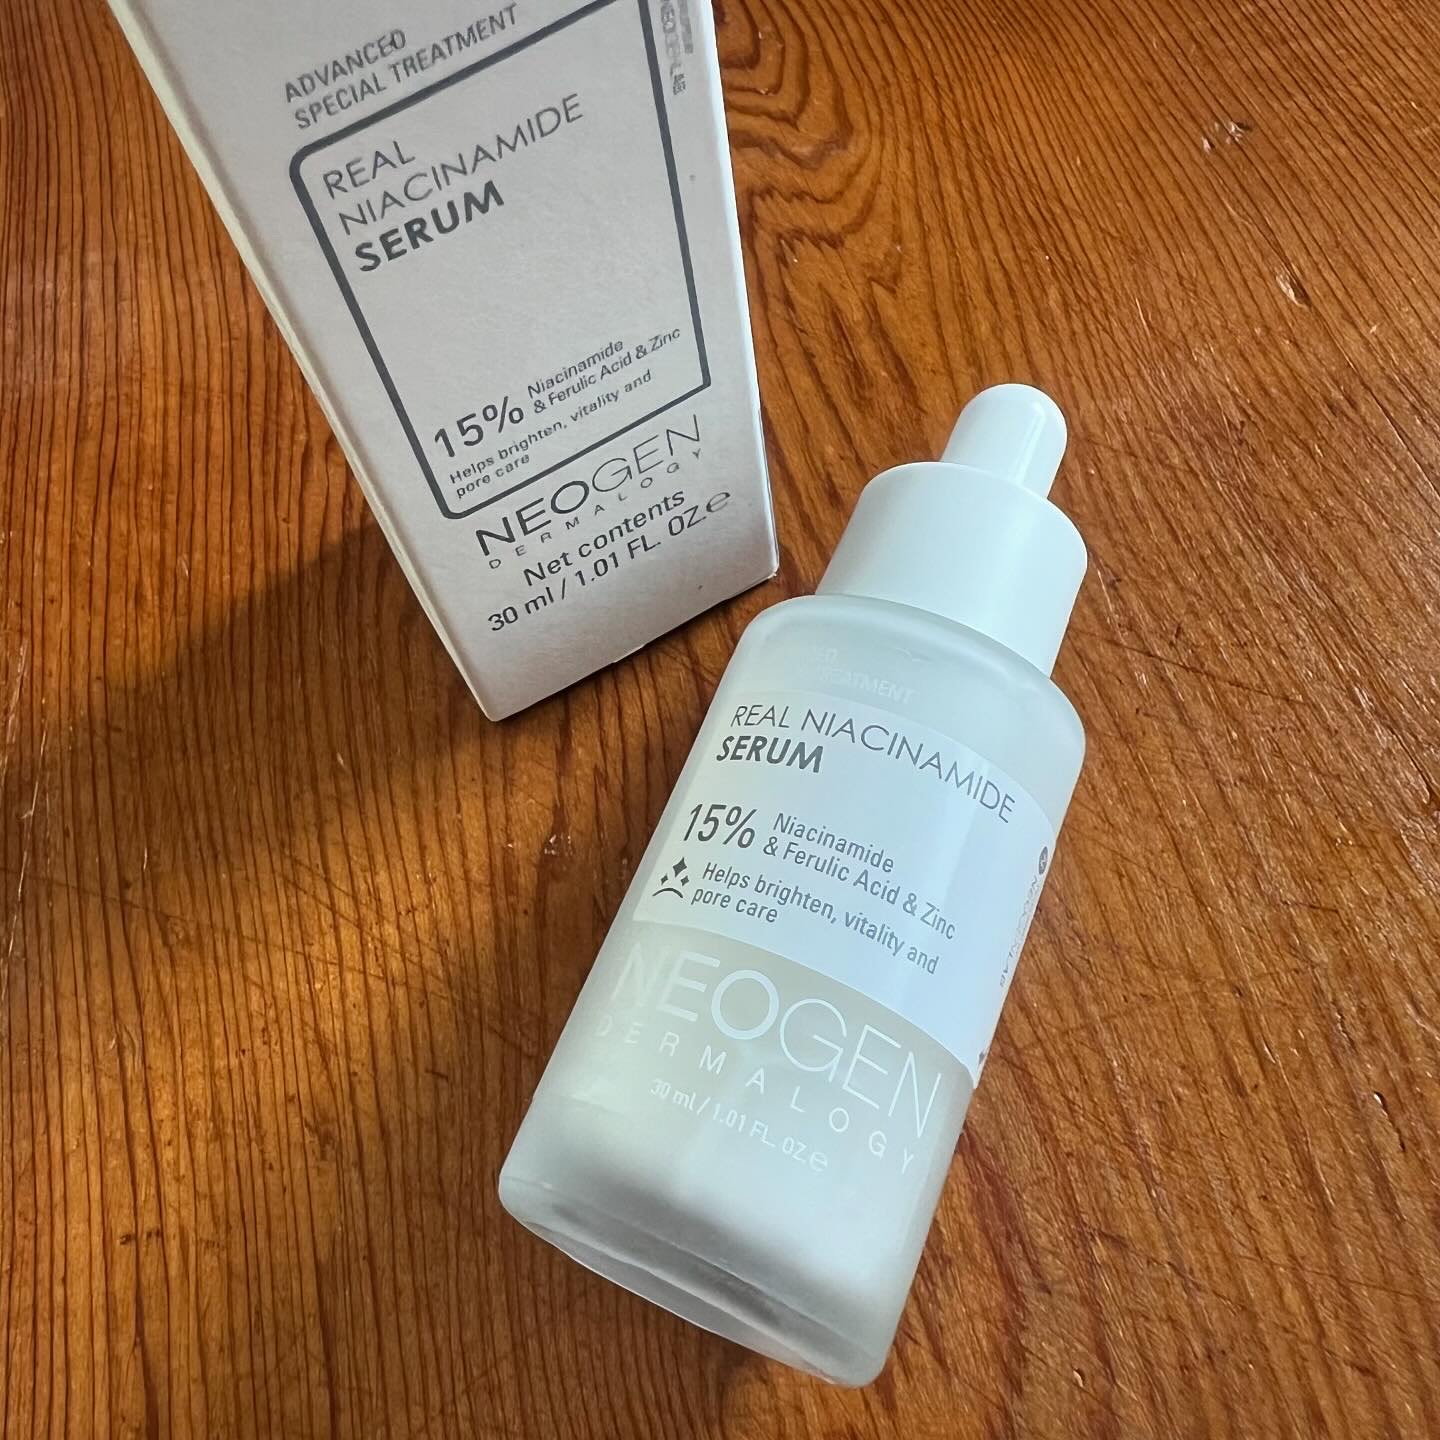 ADVANCED
SPECIAL TREATMENT
REAL
NIACINAMIDE
SERUM
15%
Niacinamide
& Ferulic Acid & Zinc
Helps brighten, vitality and
pore care
NEOGEN
DERMALOGY
Net contents
30 ml / 1.01 FL. OZ. ℮
TREATMENT
REAL NIACINAMIDE
SERUM
15%
Niacinamide
& Ferulic Acid & Zinc
Helps brighten, vitality and
pore care
NEOGEN
DERMALOGY
30 ml / 1.01 FL. OZ. ℮